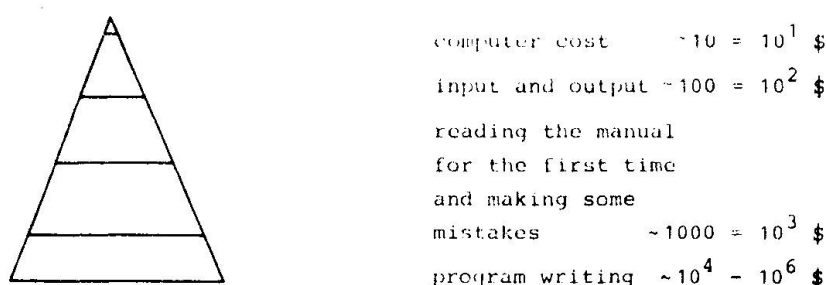 computer cost ~10 = 10¹ $
input and output ~100 = 10² $
reading the manual
for the first time
and making some
mistakes ~1000 = 10³ $
program writing ~10⁴ - 10⁶ $